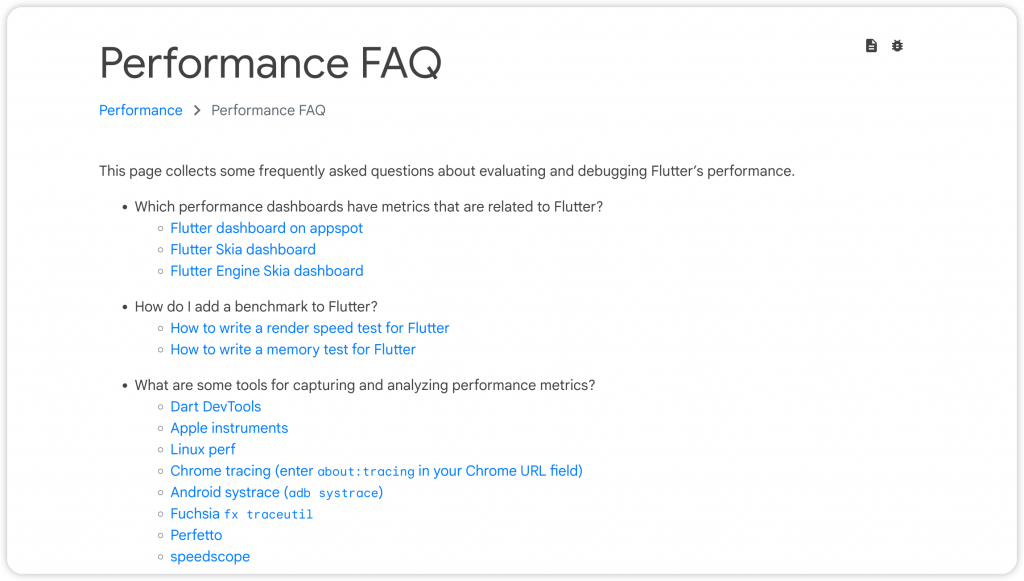 Performance FAQ
Performance > Performance FAQ
This page collects some frequently asked questions about evaluating and debugging Flutter’s performance.
• Which performance dashboards have metrics that are related to Flutter?
◦ Flutter dashboard on appspot
◦ Flutter Skia dashboard
◦ Flutter Engine Skia dashboard
• How do I add a benchmark to Flutter?
◦ How to write a render speed test for Flutter
◦ How to write a memory test for Flutter
• What are some tools for capturing and analyzing performance metrics?
◦ Dart DevTools
◦ Apple instruments
◦ Linux perf
◦ Chrome tracing (enter about:tracing in your Chrome URL field)
◦ Android systrace (adb systrace)
◦ Fuchsia fx traceutil
◦ Perfetto
◦ speedscope